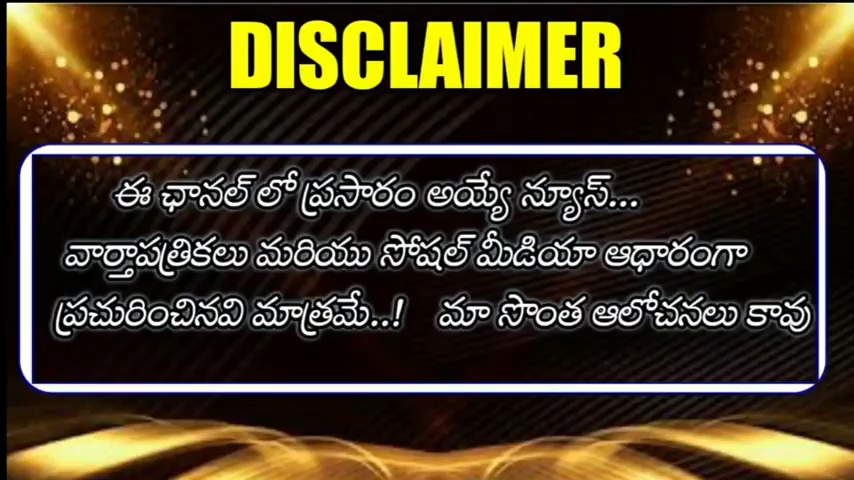 DISCLAIMER
ఈ ఛానల్ లో ప్రసారం అయ్యే న్యూస్...
వార్తాపత్రికలు మరియు సోషల్ మీడియా ఆధారంగా
ప్రచురించినవి మాత్రమే..! మా సొంత ఆలోచనలు కావు